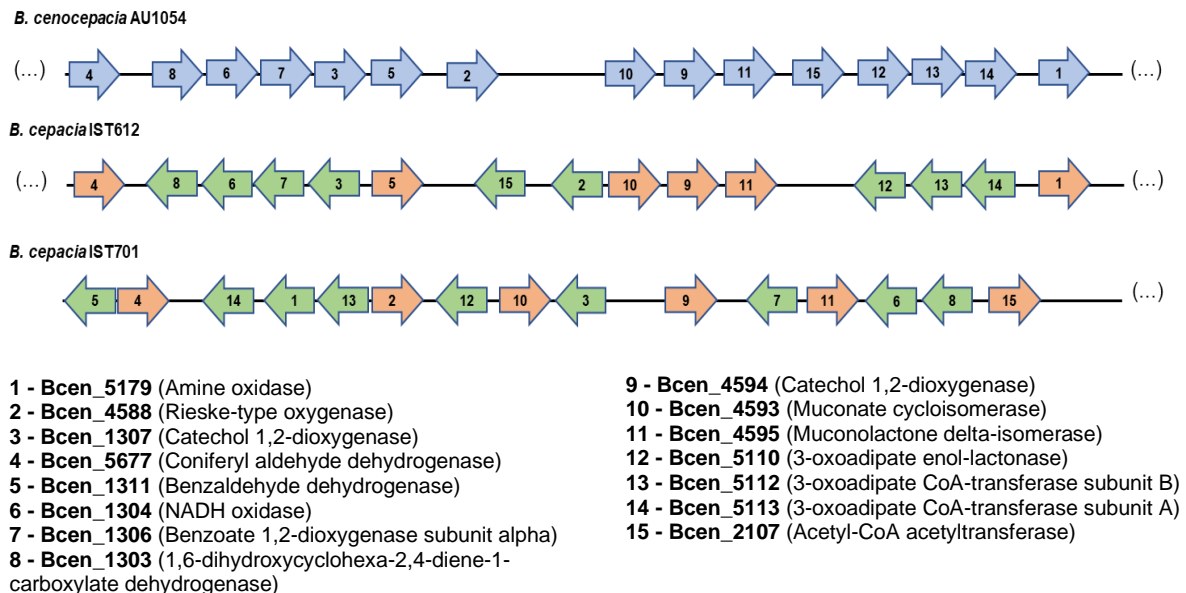 B. cenocepacia AU1054
(...) 4 8 6 7 3 5 2 10 9 11 15 12 13 14 1 (...)
B. cepacia IST612
(...) 4 8 6 7 3 5 15 2 10 9 11 12 13 14 1 (...)
B. cepacia IST701
5 4 14 1 13 2 12 10 3 9 7 11 6 8 15 (...)
1 - Bcen_5179 (Amine oxidase)
2 - Bcen_4588 (Rieske-type oxygenase)
3 - Bcen_1307 (Catechol 1,2-dioxygenase)
4 - Bcen_5677 (Coniferyl aldehyde dehydrogenase)
5 - Bcen_1311 (Benzaldehyde dehydrogenase)
6 - Bcen_1304 (NADH oxidase)
7 - Bcen_1306 (Benzoate 1,2-dioxygenase subunit alpha)
8 - Bcen_1303 (1,6-dihydroxycyclohexa-2,4-diene-1-
carboxylate dehydrogenase)
9 - Bcen_4594 (Catechol 1,2-dioxygenase)
10 - Bcen_4593 (Muconate cycloisomerase)
11 - Bcen_4595 (Muconolactone delta-isomerase)
12 - Bcen_5110 (3-oxoadipate enol-lactonase)
13 - Bcen_5112 (3-oxoadipate CoA-transferase subunit B)
14 - Bcen_5113 (3-oxoadipate CoA-transferase subunit A)
15 - Bcen_2107 (Acetyl-CoA acetyltransferase)